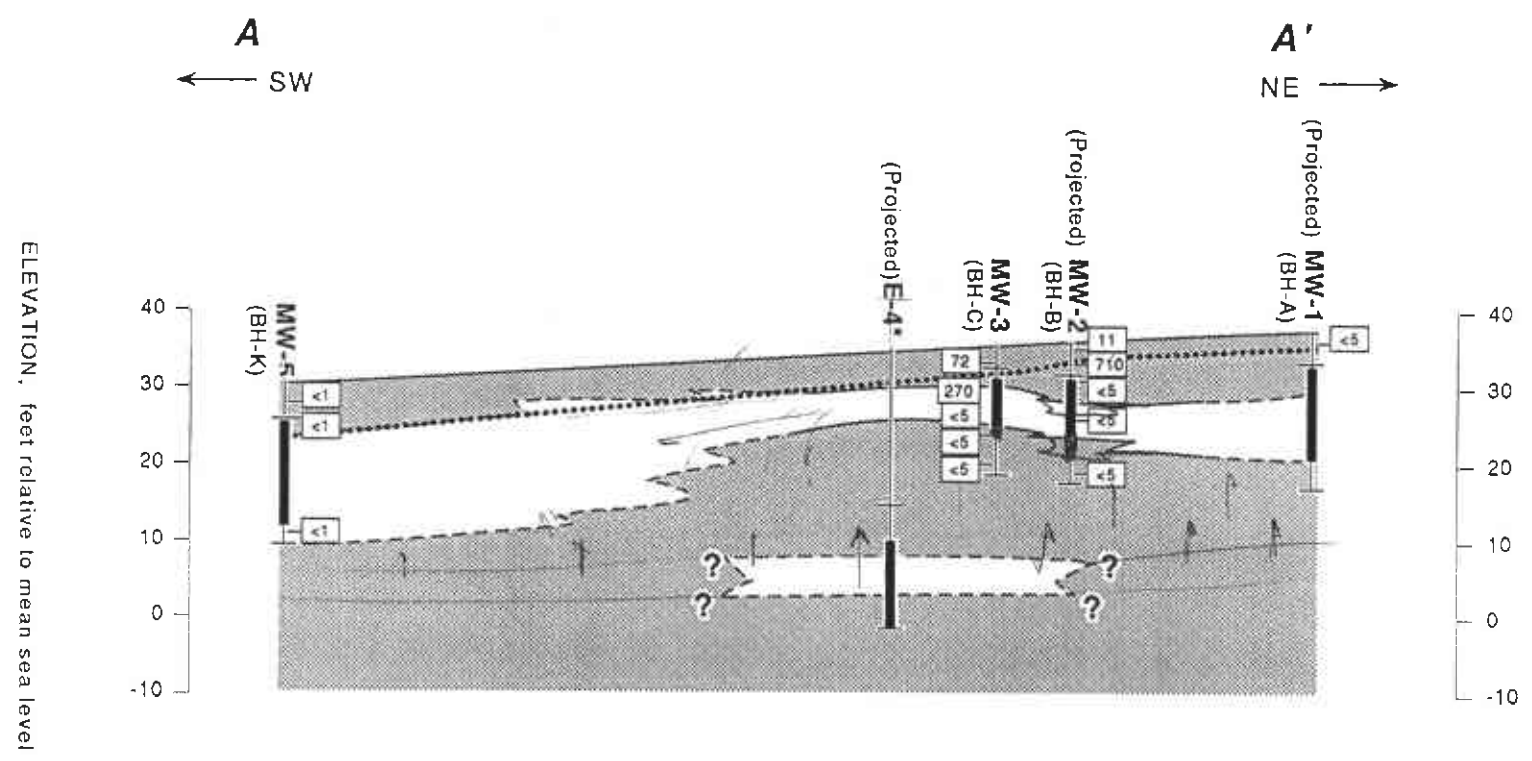 A
A'
SW
NE
(Projected) E-4*
MW-3
(BH-C)
(Projected) MW-2
(BH-B)
(Projected) MW-1
(BH-A)
MW-5
(BH-K)
ELEVATION, feet relative to mean sea level
40
30
20
10
0
-10
<1
<1
<1
72
270
<5
<5
<5
11
710
<5
<5
<5
<5
?
?
?
?
40
30
20
10
0
-10